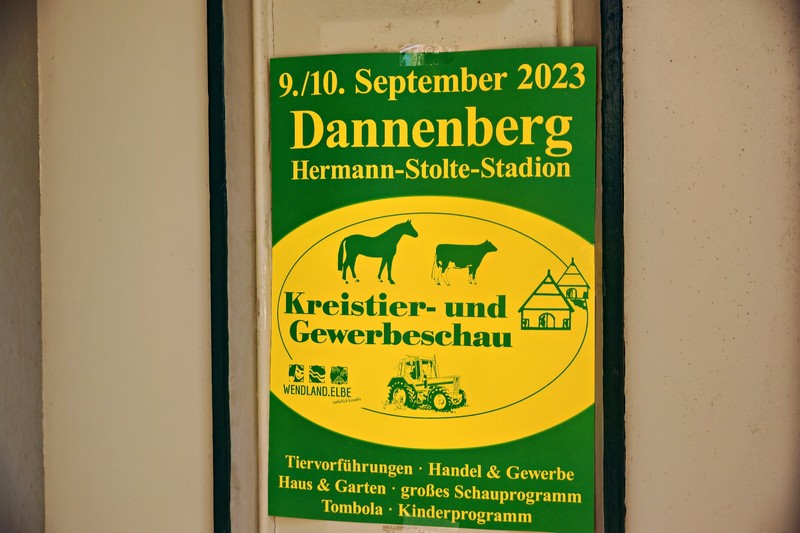 9./10. September 2023
Dannenberg
Hermann-Stolte-Stadion
Kreistier- und
Gewerbeschau
WENDLAND.ELBE
Tiervorführungen · Handel & Gewerbe
Haus & Garten · großes Schauprogramm
Tombola · Kinderprogramm